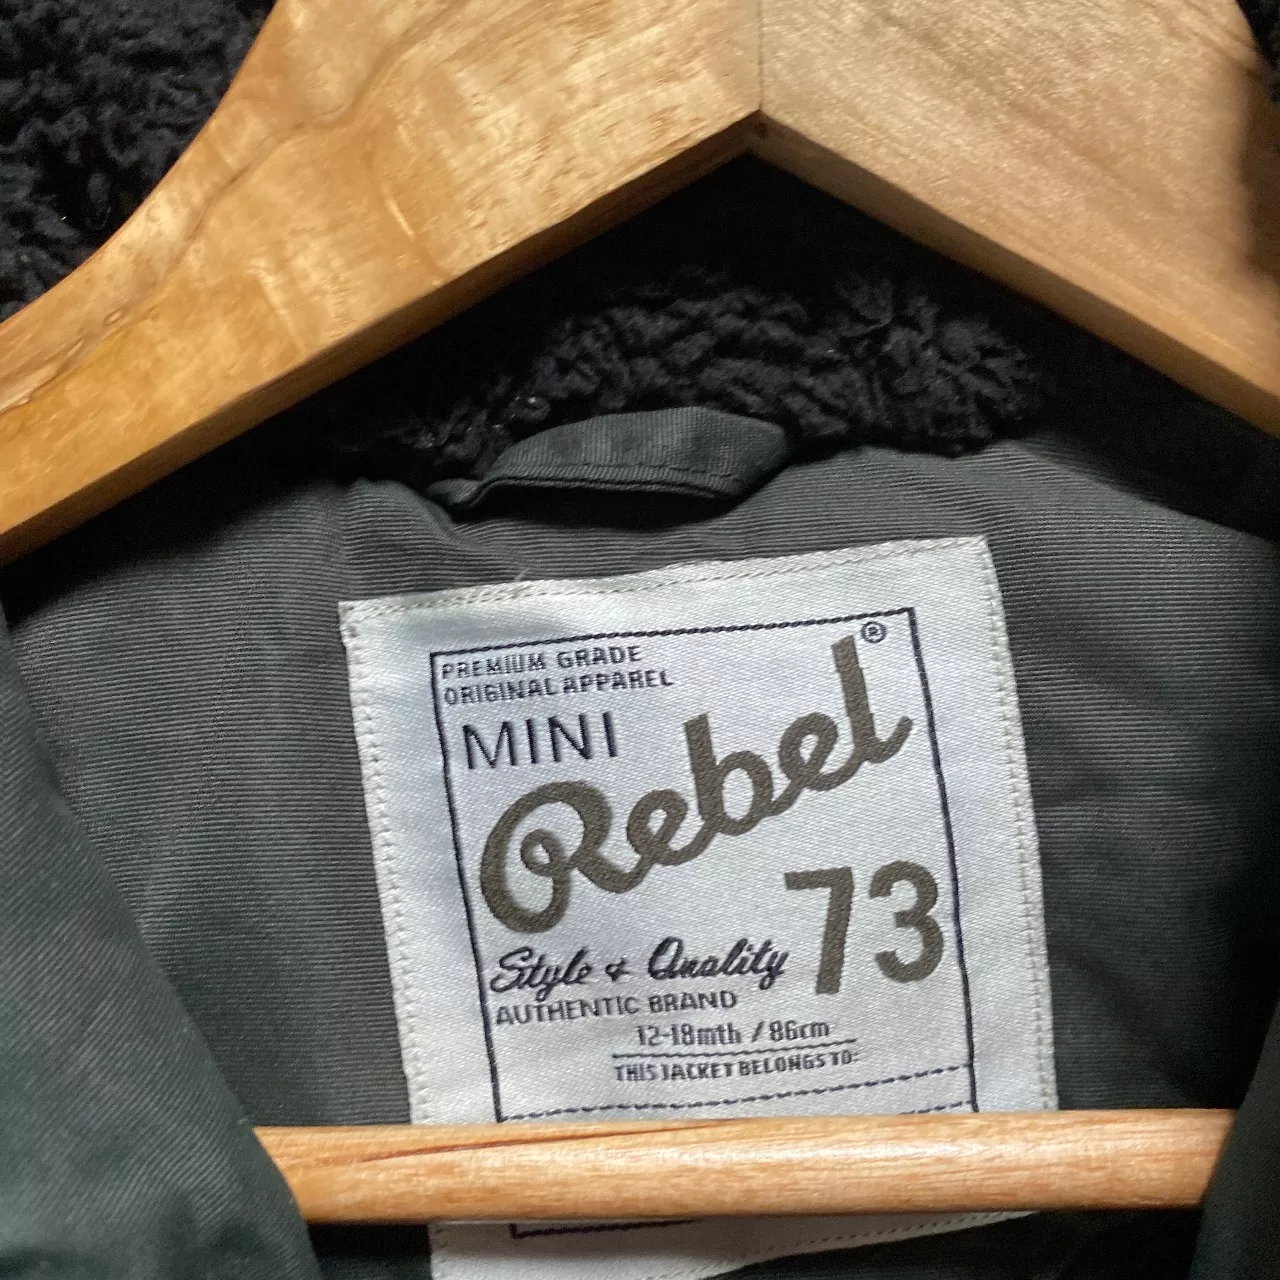 PREMIUM GRADE
ORIGINAL APPAREL
MINI
Rebel®
73
Style & Quality
AUTHENTIC BRAND
12-18mth / 86cm
THIS JACKET BELONGS TO: